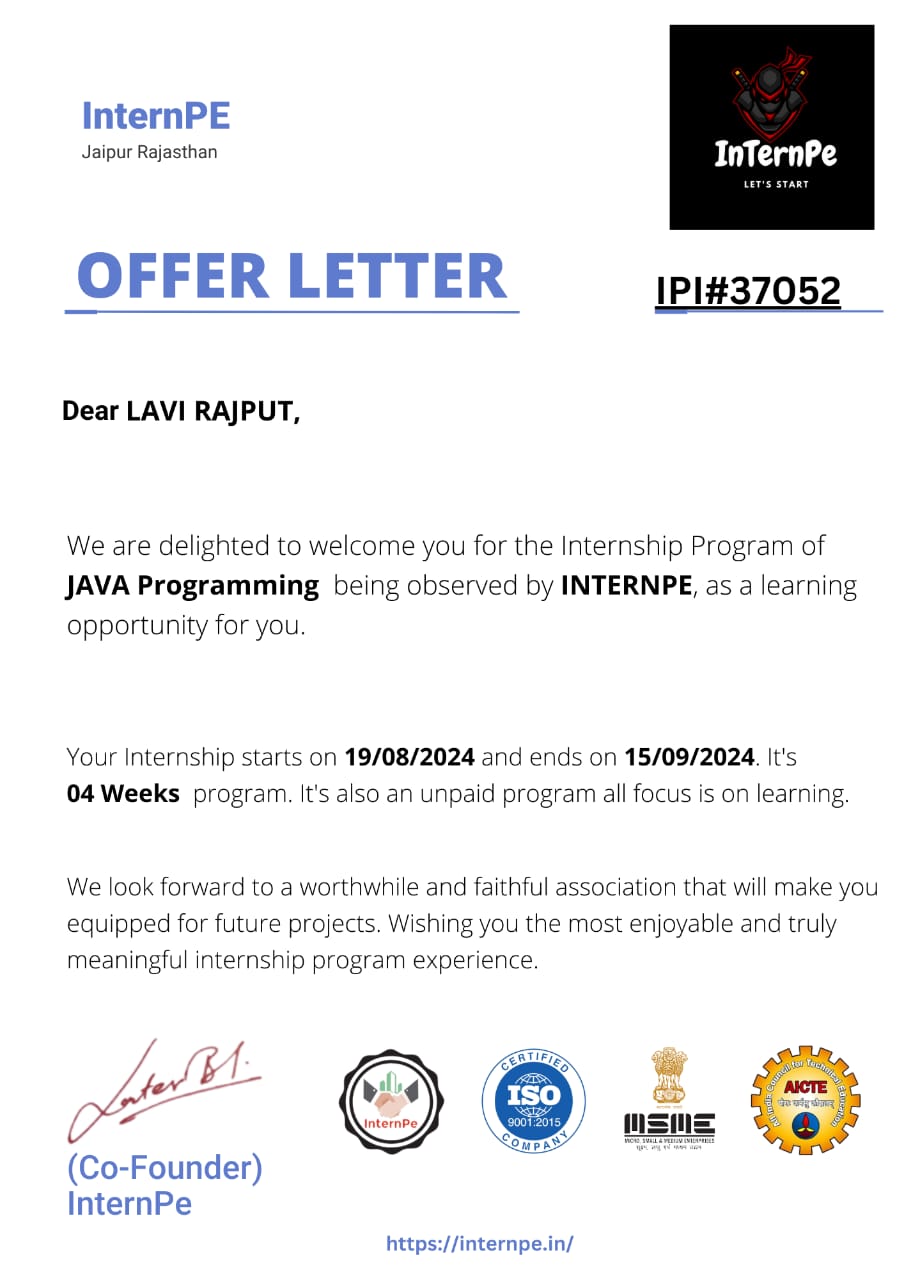 InternPE
Jaipur Rajasthan
InTernPe
LET'S START
OFFER LETTER
IPI#37052
Dear LAVI RAJPUT,
We are delighted to welcome you for the Internship Program of
JAVA Programming being observed by INTERNPE, as a learning
opportunity for you.
Your Internship starts on 19/08/2024 and ends on 15/09/2024. It's
04 Weeks program. It's also an unpaid program all focus is on learning.
We look forward to a worthwhile and faithful association that will make you
equipped for future projects. Wishing you the most enjoyable and truly
meaningful internship program experience.
(Co-Founder)
InternPe
InternPe
CERTIFIED
ISO
9001:2015
COMPANY
MSME
MICRO, SMALL & MEDIUM ENTERPRISES
All India Council for Technical Education
AICTE
https://internpe.in/